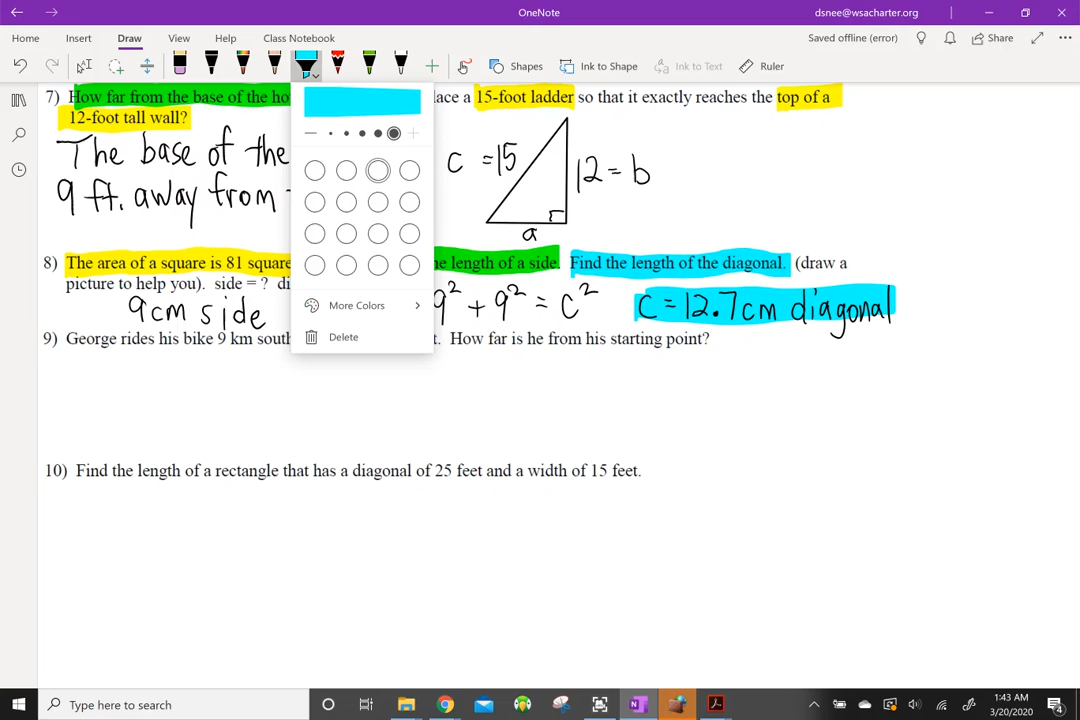 OneNote
dsnee@wsacharter.org
Home Insert Draw View Help Class Notebook Saved offline (error) Share
Shapes Ink to Shape Ink to Text Ruler
7) How far from the base of the ho lace a 15-foot ladder so that it exactly reaches the top of a
12-foot tall wall?
The base of the
9 ft. away from
c =15
12 = b
a
8) The area of a square is 81 square he length of a side. Find the length of the diagonal. (draw a
picture to help you). side = ? di
9cm side
9² + 9² = c²
c = 12.7cm diagonal
More Colors
Delete
9) George rides his bike 9 km south t. How far is he from his starting point?
10) Find the length of a rectangle that has a diagonal of 25 feet and a width of 15 feet.
Type here to search
1:43 AM
3/20/2020
4